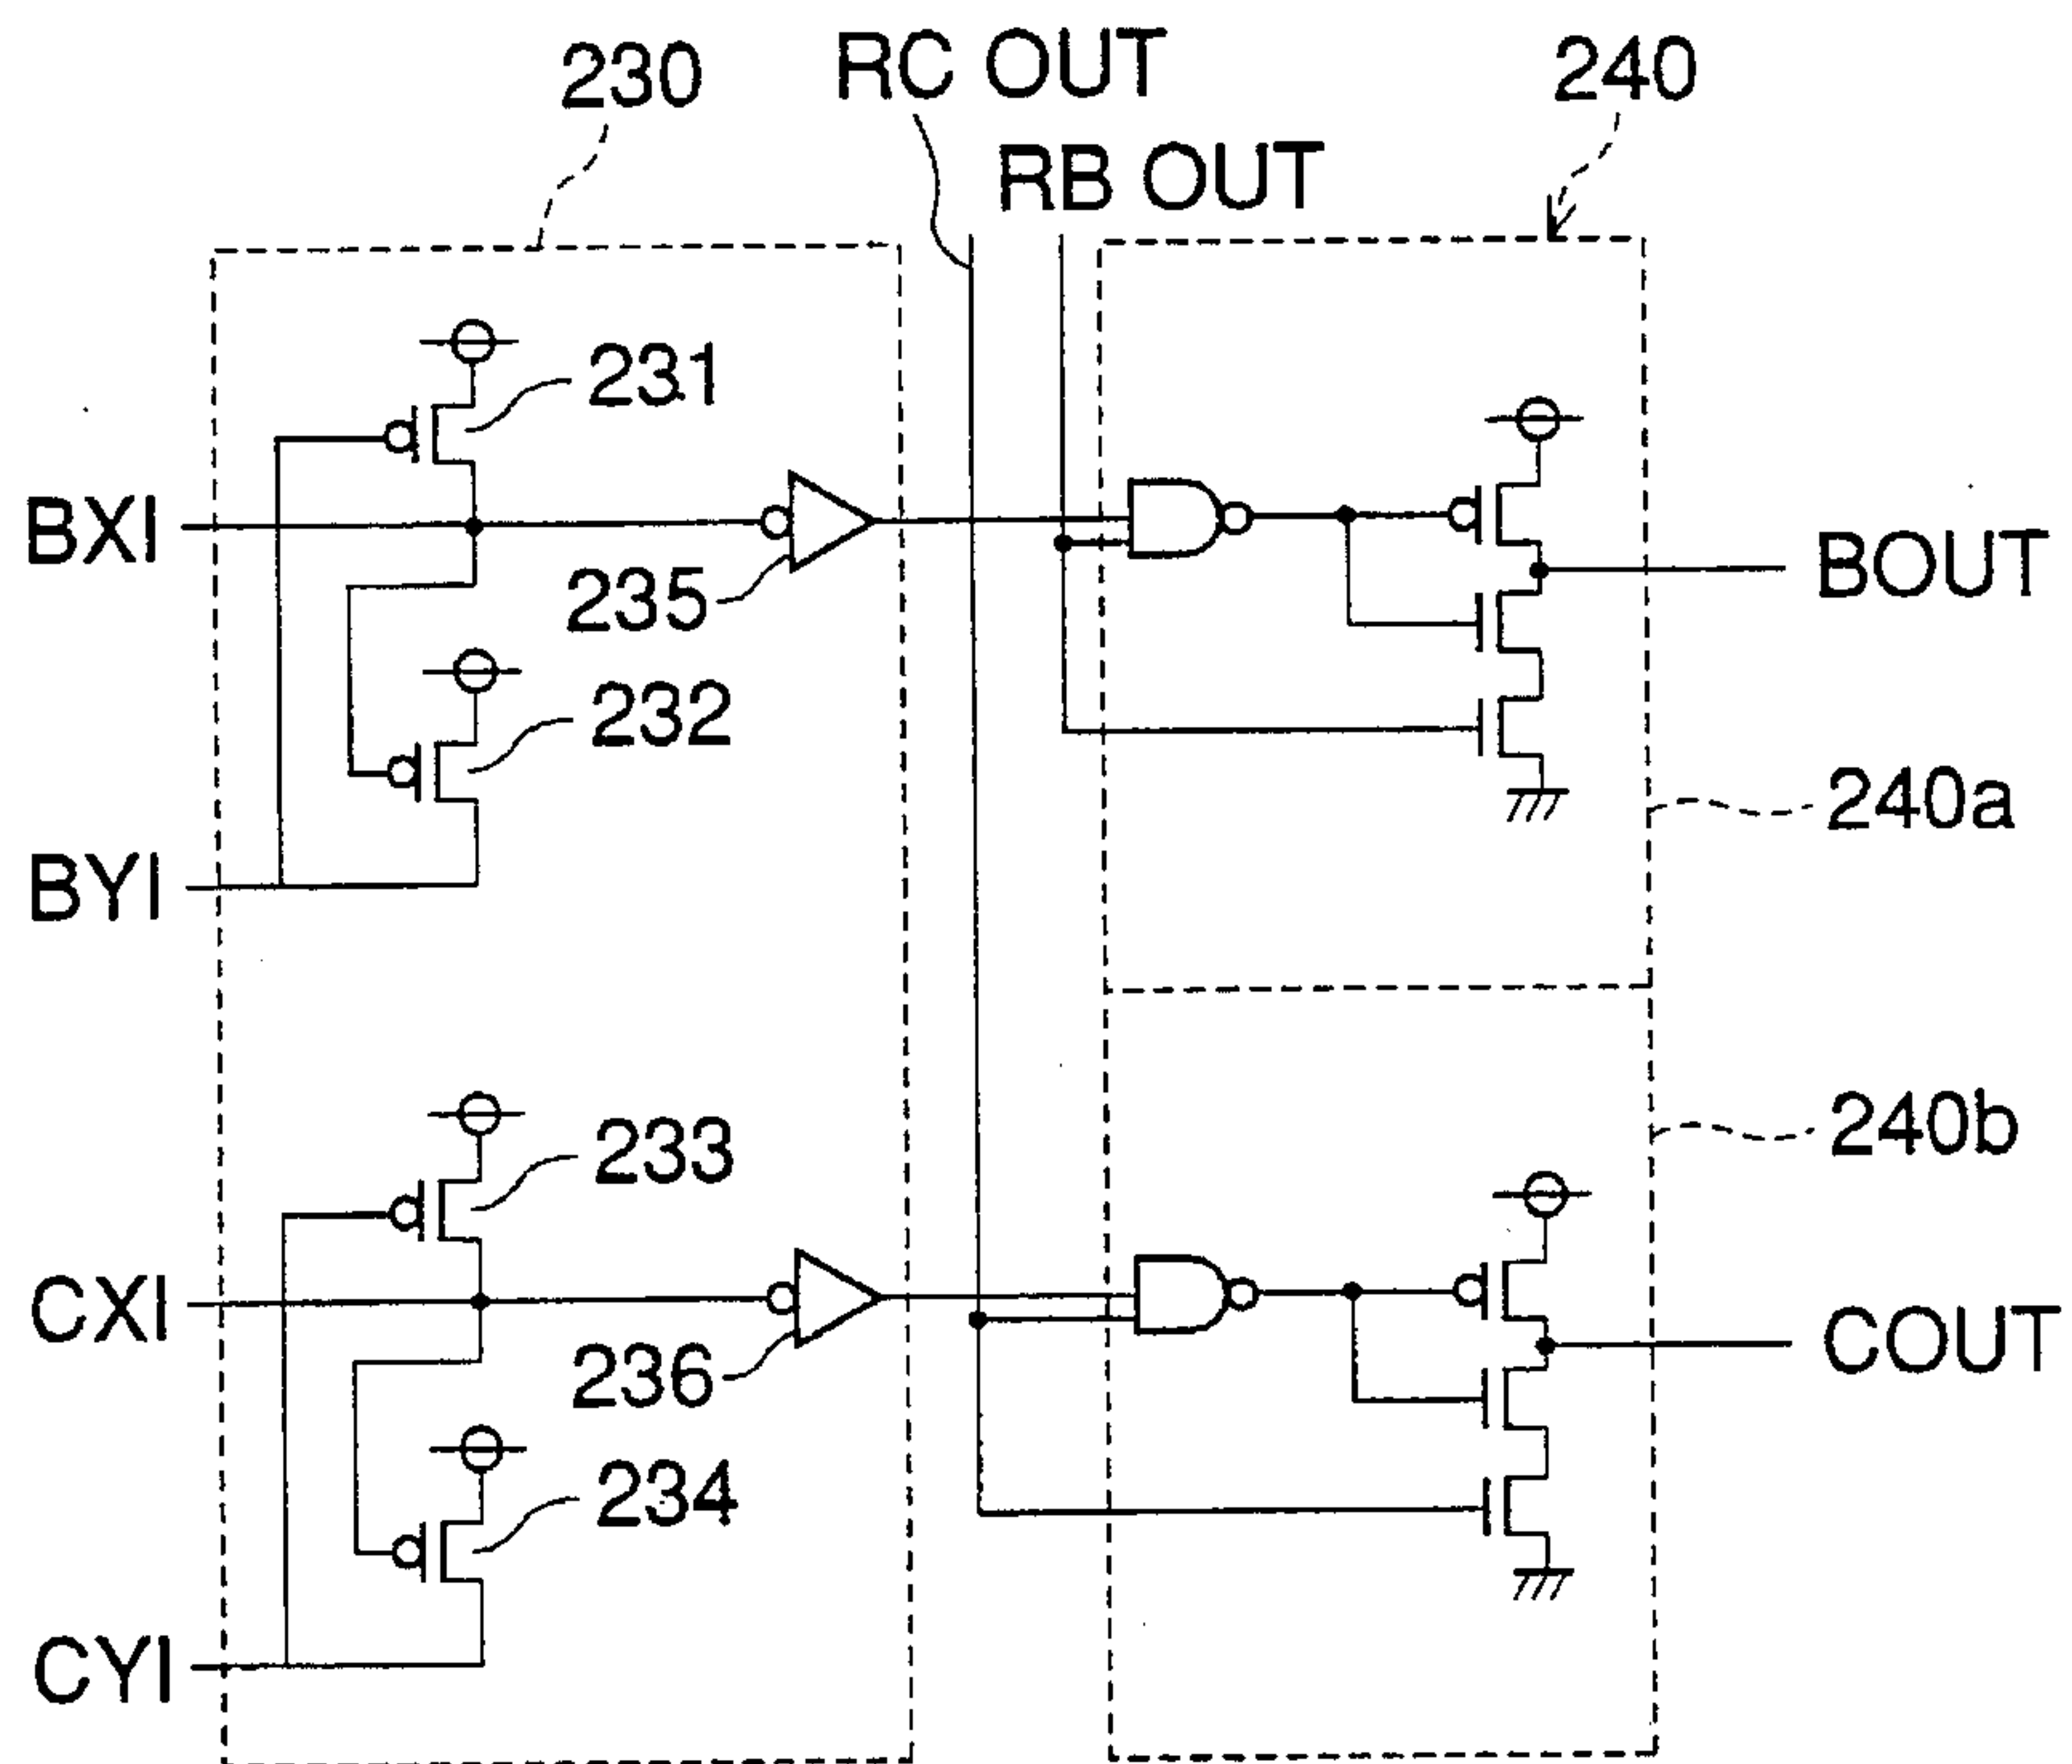 230
RC OUT
240
RB OUT
231
BXI
235
BOUT
232
240a
BYI
233
240b
CXI
236
COUT
234
CYI